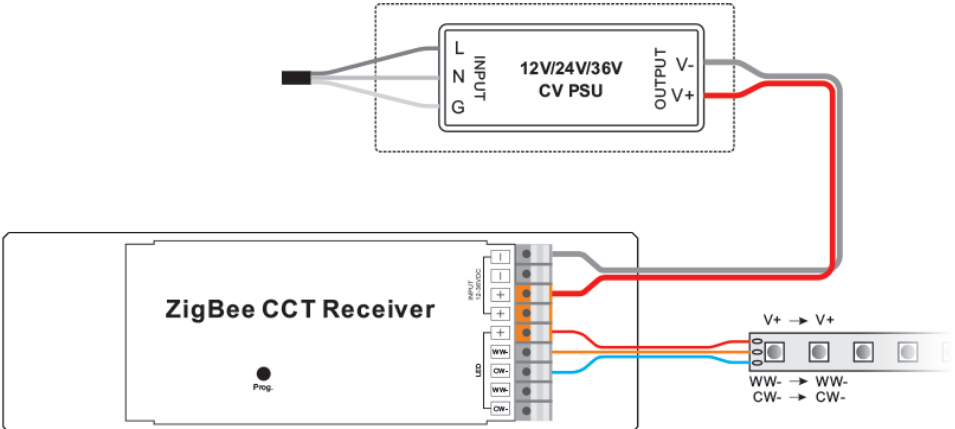 L
N
G
INPUT
12V/24V/36V
CV PSU
OUTPUT
V-
V+
ZigBee CCT Receiver
Prog.
INPUT
12-36VDC
−
−
+
+
LED
+
WW-
CW-
WW-
CW-
V+ → V+
WW- → WW-
CW- → CW-